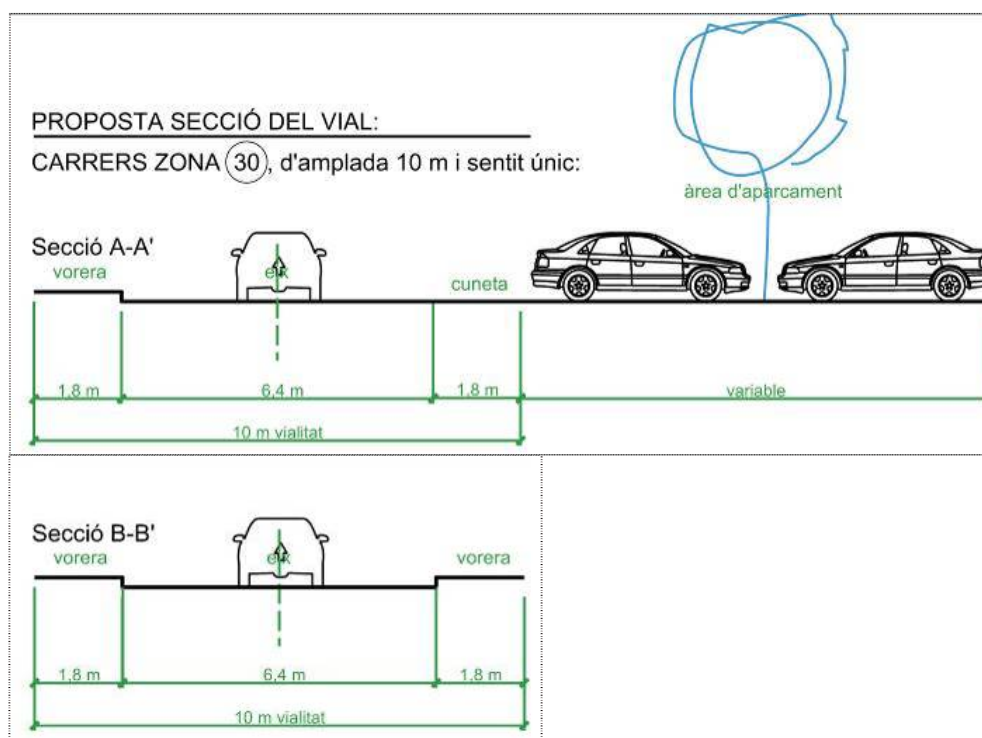 PROPOSTA SECCIÓ DEL VIAL:
CARRERS ZONA 30, d'amplada 10 m i sentit únic:
àrea d'aparcament
Secció A-A'
vorera
eix
cuneta
1,8 m
6,4 m
1,8 m
variable
10 m vialitat
Secció B-B'
vorera
eix
vorera
1,8 m
6,4 m
1,8 m
10 m vialitat